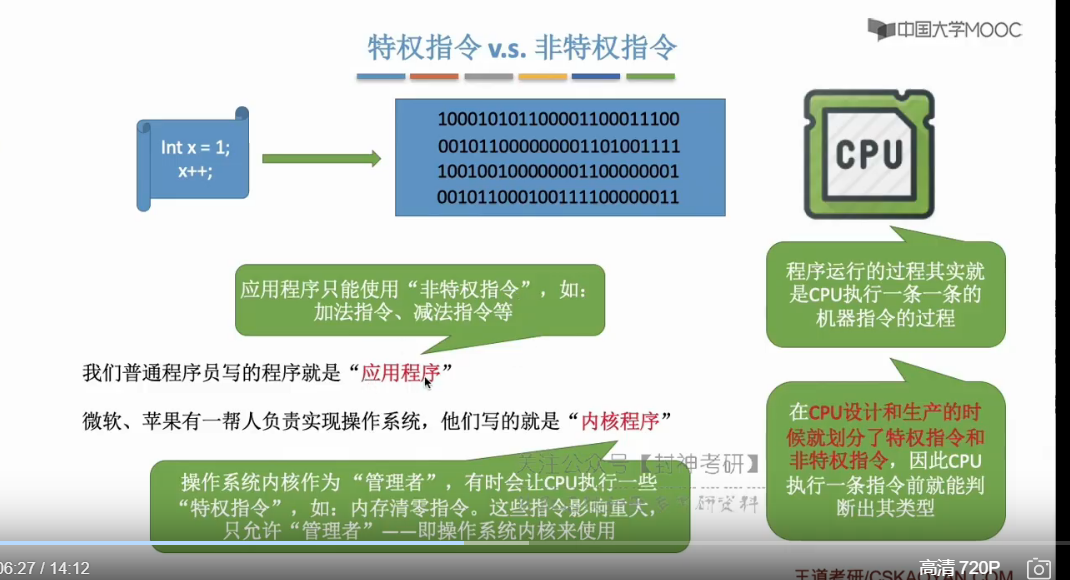 中国大学MOOC
特权指令 v.s. 非特权指令
Int x = 1;
x++;
100010101100001100011100
0010110000000001101001111
1001001000000001100000001
0010110001001111100000011
CPU
应用程序只能使用“非特权指令”，如：
加法指令、减法指令等
程序运行的过程其实就
是CPU执行一条一条的
机器指令的过程
我们普通程序员写的程序就是“应用程序”
微软、苹果有一帮人负责实现操作系统，他们写的就是“内核程序”
在CPU设计和生产的时
候就划分了特权指令和
非特权指令，因此CPU
执行一条指令前就能判
断出其类型
关注公众号【封神考研】
操作系统内核作为“管理者”，有时会让CPU执行一些
“特权指令”，如：内存清零指令。这些指令影响重大，
只允许“管理者”——即操作系统内核来使用
研资料
06:27 / 14:12
高清 720P
王道考研/CSKAOYAN.COM